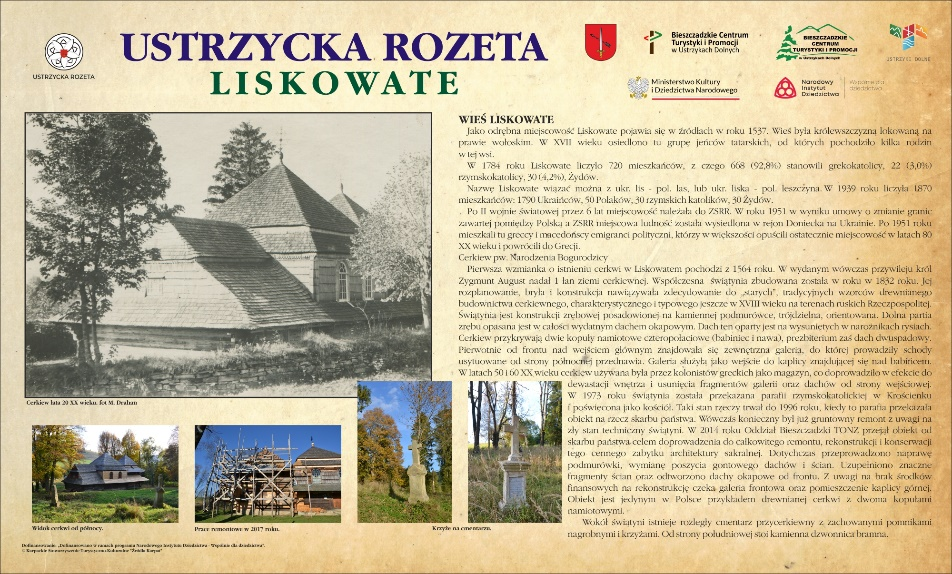 USTRZYCKA ROZETA
USTRZYCKA ROZETA
LISKOWATE
Bieszczadzkie Centrum
Turystyki i Promocji
w Ustrzykach Dolnych
BIESZCZADZKIE
CENTRUM
TURYSTYKI I PROMOCJI
w Ustrzykach Dolnych
USTRZYKI DOLNE
Ministerstwo Kultury
i Dziedzictwa Narodowego
Narodowy
Instytut
Dziedzictwa
Wspólnie dla
dziedzictwa
WIEŚ LISKOWATE
Jako odrębna miejscowość Liskowate pojawia się w źródłach w roku 1537. Wieś była królewszczyzną lokowaną na
prawie wołoskim. W XVII wieku osiedlono tu grupę jeńców tatarskich, od których pochodziło kilka rodzin
w tej wsi.
W 1784 roku Liskowate liczyło 720 mieszkańców, z czego 668 (92,8%) stanowili grekokatolicy, 22 (3,0%)
rzymskokatolicy, 30 (4,2%), Żydów.
Nazwę Liskowate wiązać można z ukr. lis - pol. las, lub ukr. liska - pol. leszczyna. W 1939 roku liczyła 1870
mieszkańców: 1790 Ukraińców, 50 Polaków, 30 rzymskich katolików, 30 Żydów.
Po II wojnie światowej przez 6 lat miejscowość należała do ZSRR. W roku 1951 w wyniku umowy o zmianie granic
zawartej pomiędzy Polską a ZSRR miejscowa ludność została wysiedlona w rejon Doniecka na Ukrainie. Po 1951 roku
mieszkali tu greccy i macedońscy emigranci polityczni, którzy w większości opuścili ostatecznie miejscowość w latach 80
XX wieku i powrócili do Grecji.
Cerkiew pw. Narodzenia Bogurodzicy
Pierwsza wzmianka o istnieniu cerkwi w Liskowatem pochodzi z 1564 roku. W wydanym wówczas przywileju król
Zygmunt August nadał 1 łan ziemi cerkiewnej. Współczesna świątynia zbudowana została w roku w 1832 roku. Jej
rozplanowanie, bryła i konstrukcja nawiązywała zdecydowanie do „starych", tradycyjnych wzorców drewnianego
budownictwa cerkiewnego, charakterystycznego i typowego jeszcze w XVIII wieku na terenach ruskich Rzeczpospolitej.
Świątynia jest konstrukcji zrębowej posadowionej na kamiennej podmurówce, trójdzielna, orientowana. Dolna partia
zrębu opasana jest w całości wydatnym dachem okapowym. Dach ten oparty jest na wysuniętych w narożnikach rysiach.
Cerkiew przykrywają dwie kopuły namiotowe czteropołaciowe (babiniec i nawa), prezbiterium zaś dach dwuspadowy.
Pierwotnie od frontu nad wejściem głównym znajdowała się zewnętrzna galeria, do której prowadziły schody
usytuowane od strony północnej przednawia. Galeria służyła jako wejście do kaplicy znajdującej się nad babińcem.
W latach 50 i 60 XX wieku cerkiew używana była przez kolonistów greckich jako magazyn, co doprowadziło w efekcie do
dewastacji wnętrza i usunięcia fragmentów galerii oraz dachów od strony wejściowej.
W 1973 roku świątynia została przekazana parafii rzymskokatolickiej w Krościenku
i poświęcona jako kościół. Taki stan rzeczy trwał do 1996 roku, kiedy to parafia przekazała
obiekt na rzecz skarbu państwa. Wówczas konieczny był już gruntowny remont z uwagi na
zły stan techniczny świątyni. W 2014 roku Oddział Bieszczadzki TONZ przejął obiekt od
skarbu państwa celem doprowadzenia do całkowitego remontu, rekonstrukcji i konserwacji
tego cennego zabytku architektury sakralnej. Dotychczas przeprowadzono naprawę
podmurówki, wymianę poszycia gontowego dachów i ścian. Uzupełniono znaczne
fragmenty ścian oraz odtworzono dachy okapowe od frontu. Z uwagi na brak środków
finansowych na rekonstrukcję czeka galeria frontowa oraz pomieszczenie kaplicy górnej.
Obiekt jest jedynym w Polsce przykładem drewnianej cerkwi z dwoma kopułami
namiotowymi.
Wokół świątyni istnieje rozległy cmentarz przycerkiewny z zachowanymi pomnikami
nagrobnymi i krzyżami. Od strony południowej stoi kamienna dzwonnica bramna.
Cerkiew lata 20 XX wieku. fot M. Drahan
Widok cerkwi od północy.
Prace remontowe w 2017 roku.
Krzyże na cmentarzu.
Dofinansowanie: „Dofinansowano w ramach programu Narodowego Instytutu Dziedzictwa - Wspólnie dla dziedzictwa".
© Karpackie Stowarzyszenie Turystyczno Kulturalne "Źródła Karpat"